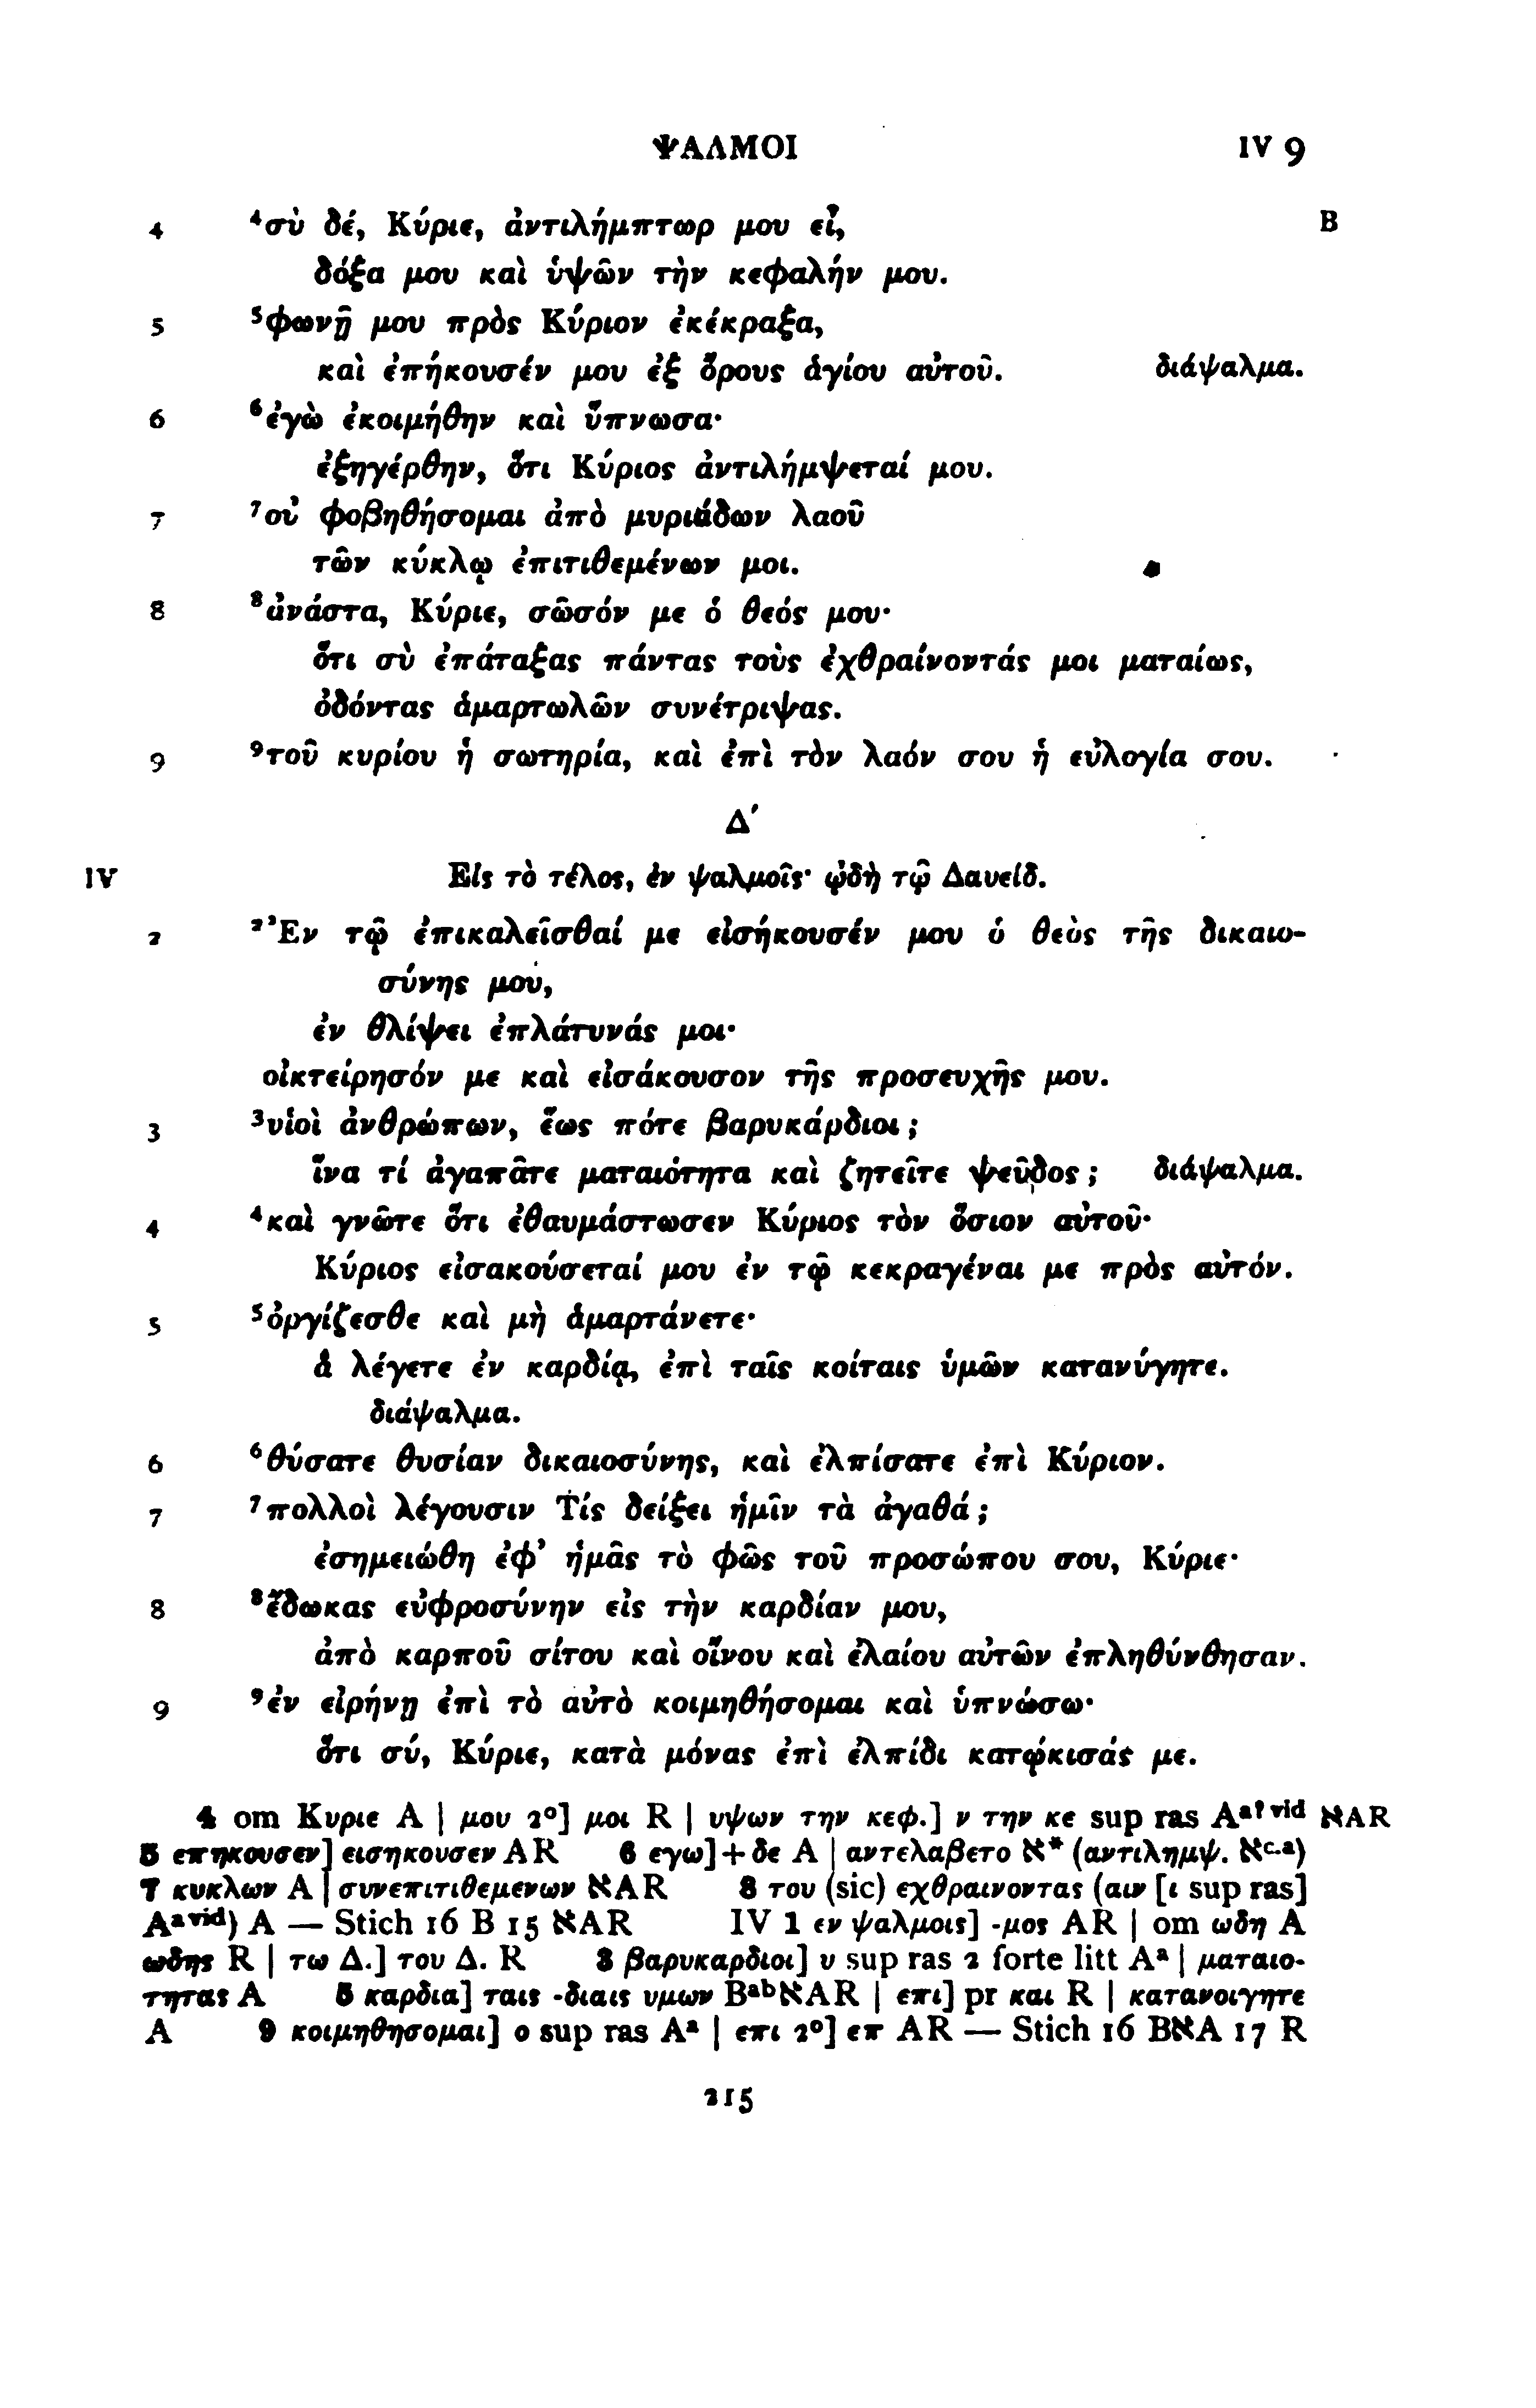 ΨΑΛΜΟΙ IV 9
4 ⁴σὺ δέ, Κύριε, ἀντιλήμπτωρ μου εἶ, B
δόξα μου καὶ ὑψῶν τὴν κεφαλήν μου.
5 ⁵φωνῇ μου πρὸς Κύριον ἐκέκραξα,
καὶ ἐπήκουσέν μου ἐξ ὄρους ἁγίου αὐτοῦ. διάψαλμα.
6 ⁶ἐγὼ ἐκοιμήθην καὶ ὕπνωσα·
ἐξηγέρθην, ὅτι Κύριος ἀντιλήμψεταί μου.
7 ⁷οὐ φοβηθήσομαι ἀπὸ μυριάδων λαοῦ
τῶν κύκλῳ ἐπιτιθεμένων μοι.
8 ⁸ἀνάστα, Κύριε, σῶσόν με ὁ θεός μου·
ὅτι σὺ ἐπάταξας πάντας τοὺς ἐχθραίνοντάς μοι ματαίως,
ὀδόντας ἁμαρτωλῶν συνέτριψας.
9 ⁹τοῦ κυρίου ἡ σωτηρία, καὶ ἐπὶ τὸν λαόν σου ἡ εὐλογία σου.
Δ′
IV Εἰς τὸ τέλος, ἐν ψαλμοῖς· ᾠδὴ τῷ Δαυείδ.
2 ²Ἐν τῷ ἐπικαλεῖσθαί με εἰσήκουσέν μου ὁ θεὸς τῆς δικαιο-
σύνης μου,
ἐν θλίψει ἐπλάτυνάς μοι·
οἰκτείρησόν με καὶ εἰσάκουσον τῆς προσευχῆς μου.
3 ³υἱοὶ ἀνθρώπων, ἕως πότε βαρυκάρδιοι;
ἵνα τί ἀγαπᾶτε ματαιότητα καὶ ζητεῖτε ψεῦδος; διάψαλμα.
4 ⁴καὶ γνῶτε ὅτι ἐθαυμάστωσεν Κύριος τὸν ὅσιον αὐτοῦ·
Κύριος εἰσακούσεταί μου ἐν τῷ κεκραγέναι με πρὸς αὐτόν.
5 ⁵ὀργίζεσθε καὶ μὴ ἁμαρτάνετε·
ἃ λέγετε ἐν καρδίᾳ, ἐπὶ ταῖς κοίταις ὑμῶν κατανύγητε.
διάψαλμα.
6 ⁶θύσατε θυσίαν δικαιοσύνης, καὶ ἐλπίσατε ἐπὶ Κύριον.
7 ⁷πολλοὶ λέγουσιν Τίς δείξει ἡμῖν τὰ ἀγαθά;
ἐσημειώθη ἐφ’ ἡμᾶς τὸ φῶς τοῦ προσώπου σου, Κύριε·
8 ⁸ἔδωκας εὐφροσύνην εἰς τὴν καρδίαν μου,
ἀπὸ καρποῦ σίτου καὶ οἴνου καὶ ἐλαίου αὐτῶν ἐπληθύνθησαν.
9 ⁹ἐν εἰρήνῃ ἐπὶ τὸ αὐτὸ κοιμηθήσομαι καὶ ὑπνώσω·
ὅτι σύ, Κύριε, κατὰ μόνας ἐπὶ ἐλπίδι κατῴκισάς με.
4 om Κυριε A | μου 2°] μοι R | υψων την κεφ.] ν την κε sup ras Aᵃ? ᵛⁱᵈ ℵAR
5 επηκουσεν] εισηκουσεν AR 6 εγω]+δε A | αντελαβετο ℵ* (αντιλημψ. ℵᶜ·ᵃ)
7 κυκλων A | συνεπιτιθεμενων ℵAR 8 του (sic) εχθραινοντας (αιν [ι sup ras]
Aᵃ ᵛⁱᵈ) A — Stich 16 B 15 ℵAR IV 1 εν ψαλμοις] -μος AR | om ωδη A
ωδης R | τω Δ.] του Δ. R 3 βαρυκαρδιοι] υ sup ras 2 forte litt Aᵃ | ματαιο-
τητας A 5 καρδια] ταις -διαις υμων BᵃᵇℵAR | επι] pr και R | κατανοιγητε
A 9 κοιμηθησομαι] ο sup ras Aᵃ | επι 2°] επ AR — Stich 16 BℵA 17 R
215